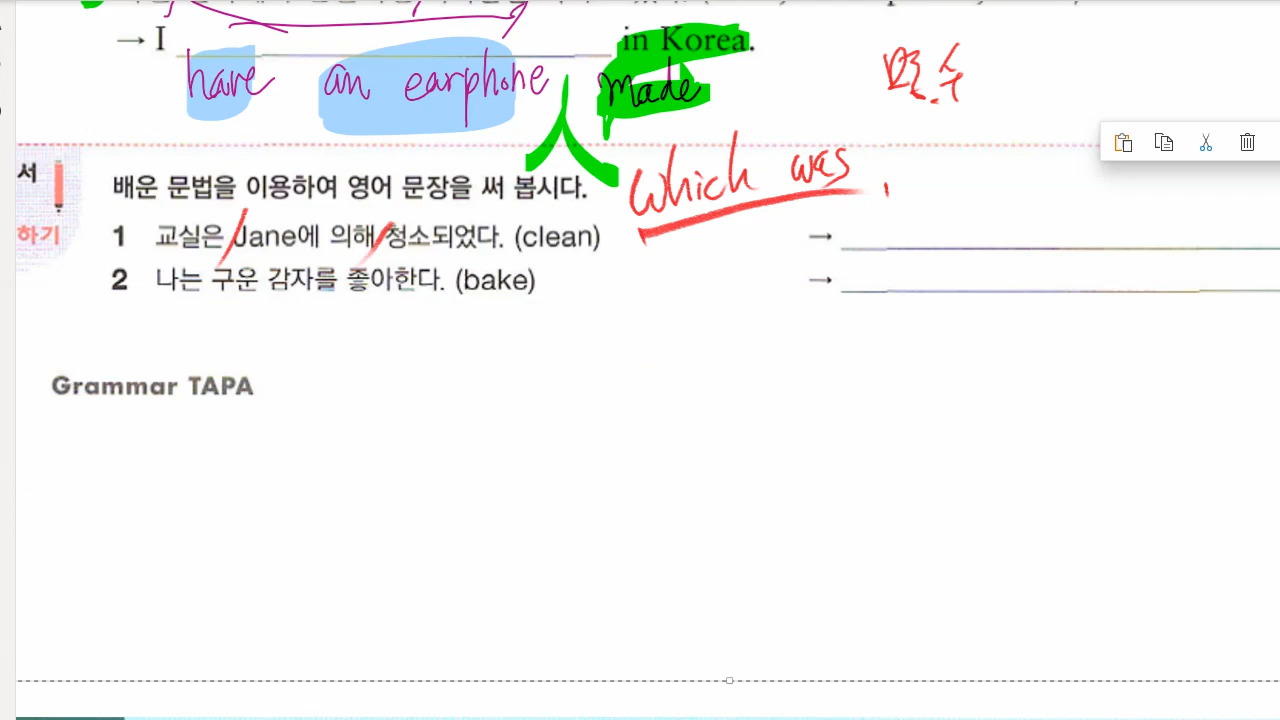 → I ____________ in Korea.
have an earphone made
which was
서
배운 문법을 이용하여 영어 문장을 써 봅시다.
하기
1 교실은 Jane에 의해 청소되었다. (clean) →
2 나는 구운 감자를 좋아한다. (bake) →
Grammar TAPA